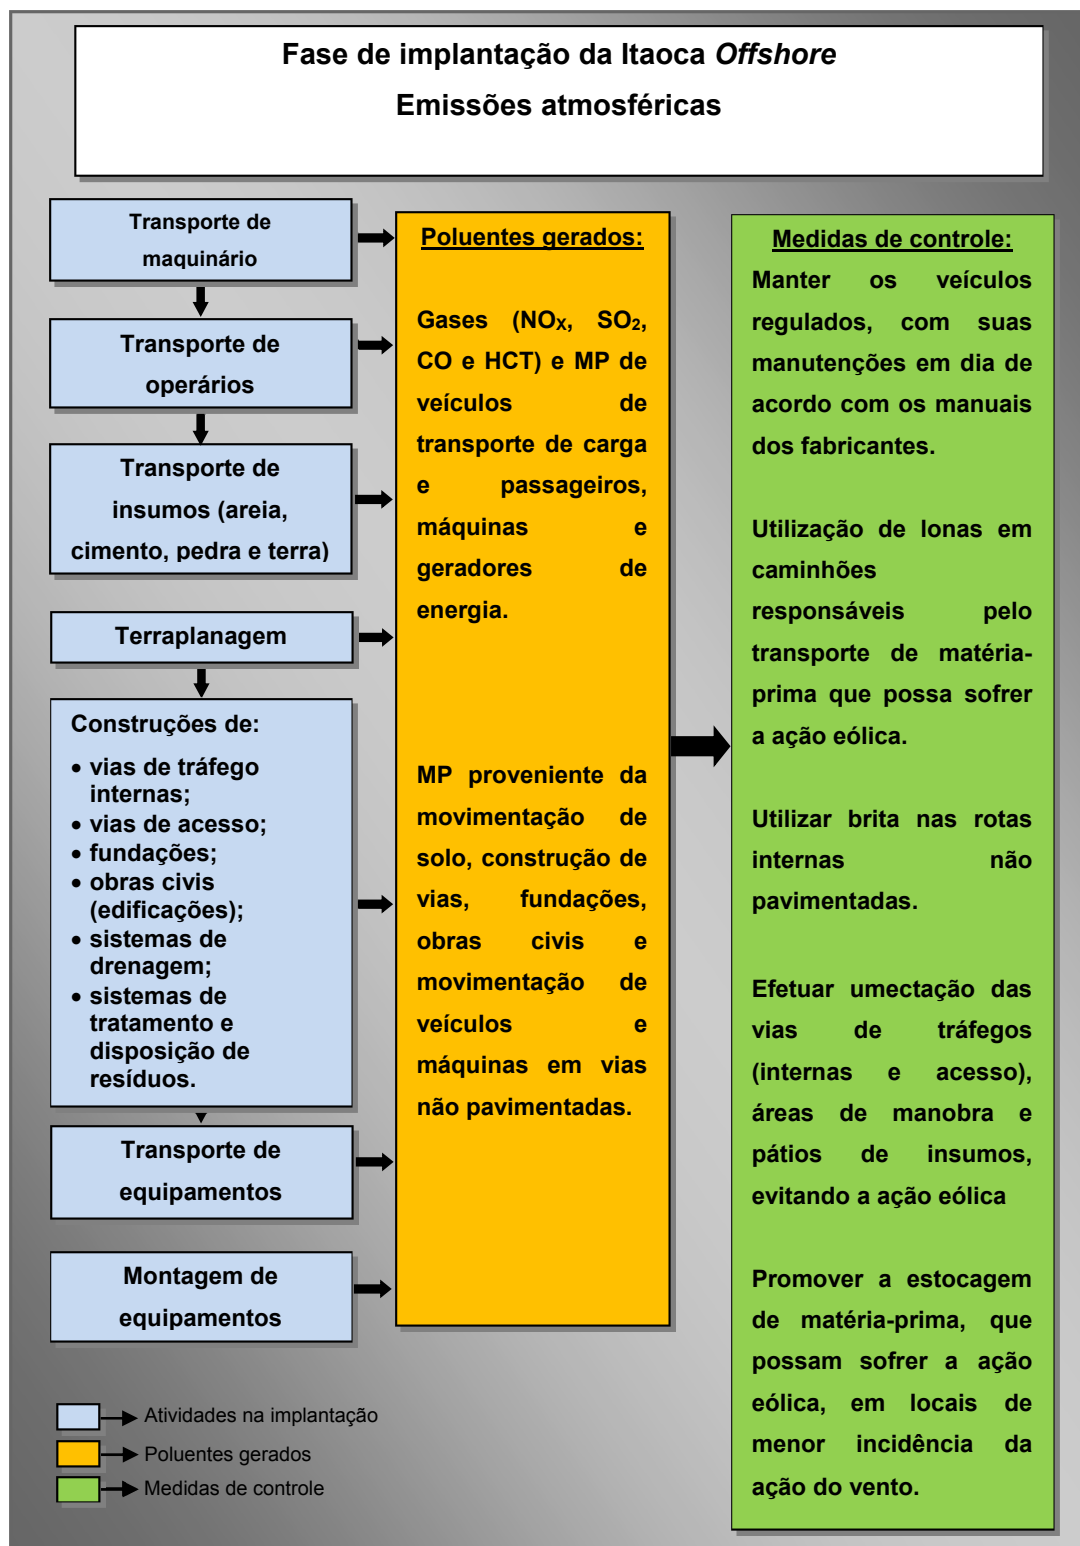 Fase de implantação da Itaoca Offshore
Emissões atmosféricas
Transporte de
maquinário
Transporte de
operários
Transporte de
insumos (areia,
cimento, pedra e terra)
Terraplanagem
Construções de:
• vias de tráfego
internas;
• vias de acesso;
• fundações;
• obras civis
(edificações);
• sistemas de
drenagem;
• sistemas de
tratamento e
disposição de
resíduos.
Transporte de
equipamentos
Montagem de
equipamentos
Poluentes gerados:
Gases (NOx, SO2,
CO e HCT) e MP de
veículos de
transporte de carga
e passageiros,
máquinas e
geradores de
energia.
MP proveniente da
movimentação de
solo, construção de
vias, fundações,
obras civis e
movimentação de
veículos e
máquinas em vias
não pavimentadas.
Medidas de controle:
Manter os veículos
regulados, com suas
manutenções em dia de
acordo com os manuais
dos fabricantes.
Utilização de lonas em
caminhões
responsáveis pelo
transporte de matéria-
prima que possa sofrer
a ação eólica.
Utilizar brita nas rotas
internas não
pavimentadas.
Efetuar umectação das
vias de tráfegos
(internas e acesso),
áreas de manobra e
pátios de insumos,
evitando a ação eólica
Promover a estocagem
de matéria-prima, que
possam sofrer a ação
eólica, em locais de
menor incidência da
ação do vento.
Atividades na implantação
Poluentes gerados
Medidas de controle